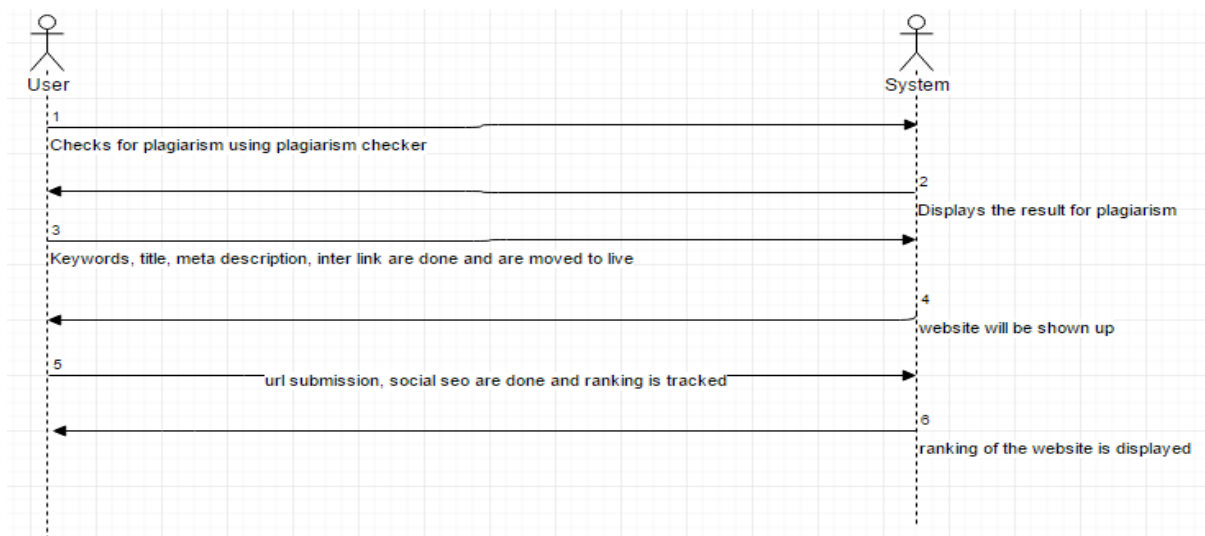 User
System
1
Checks for plagiarism using plagiarism checker
2
Displays the result for plagiarism
3
Keywords, title, meta description, inter link are done and are moved to live
4
website will be shown up
5
url submission, social seo are done and ranking is tracked
6
ranking of the website is displayed